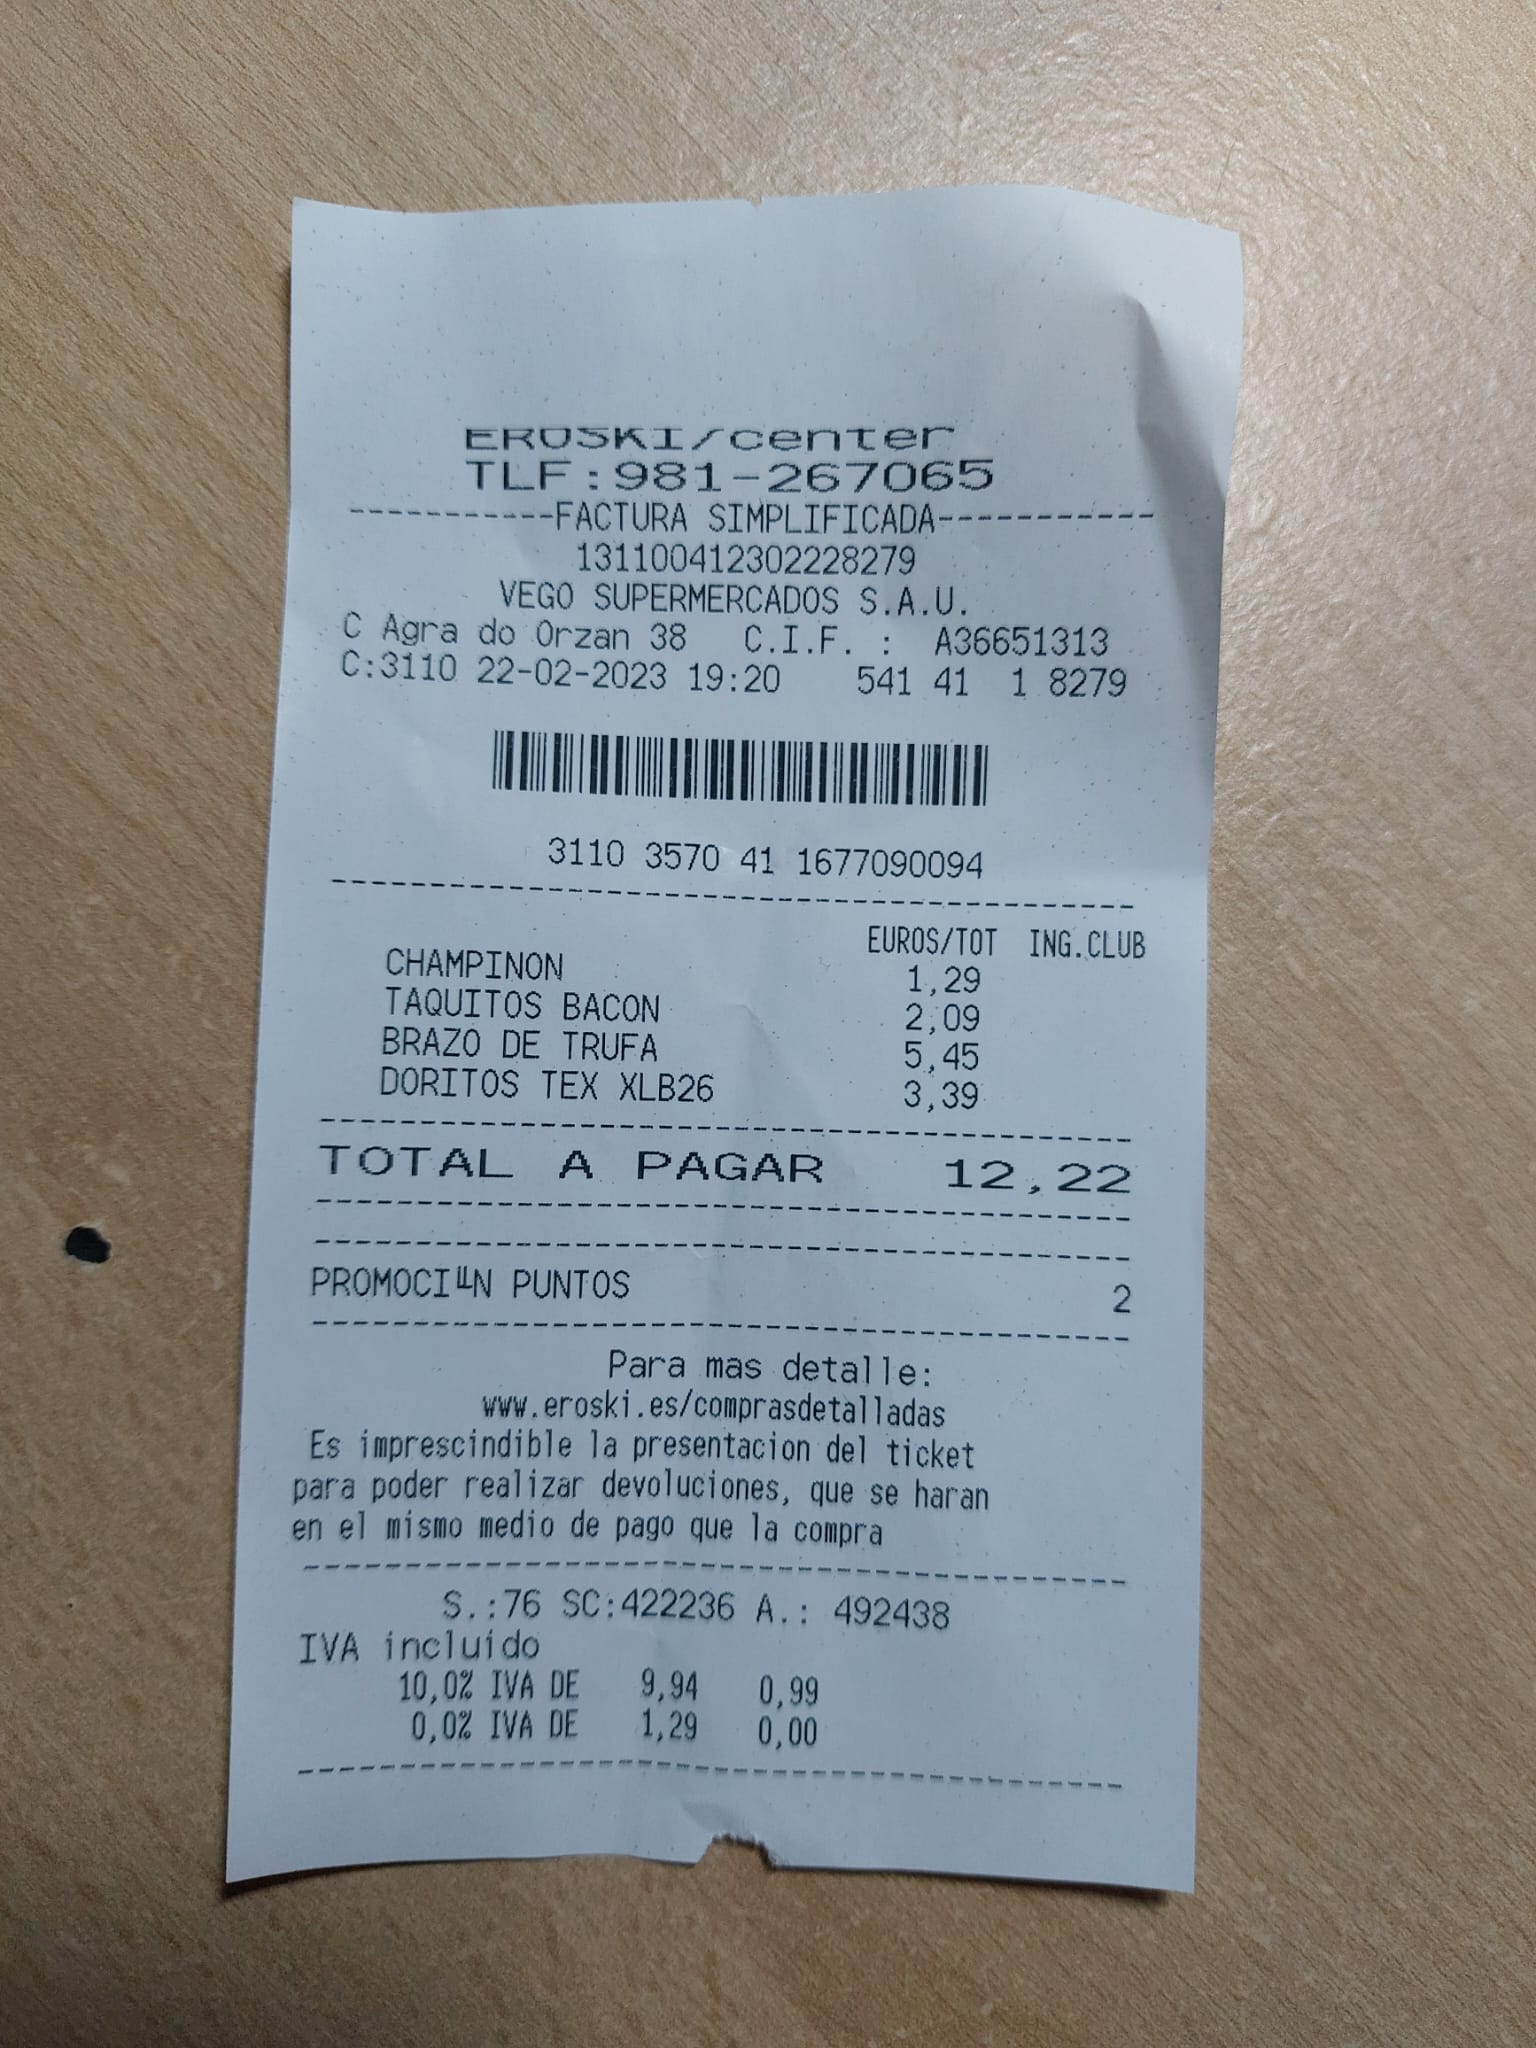 EROSKI/center
TLF:981-267065
-----------FACTURA SIMPLIFICADA------------
131100412302228279
VEGO SUPERMERCADOS S.A.U.
C Agra do Orzan 38 C.I.F. : A36651313
C:3110 22-02-2023 19:20 541 41 1 8279
3110 3570 41 1677090094
EUROS/TOT ING.CLUB
CHAMPINON 1,29
TAQUITOS BACON 2,09
BRAZO DE TRUFA 5,45
DORITOS TEX XLB26 3,39
TOTAL A PAGAR 12,22
PROMOCI╨N PUNTOS 2
Para mas detalle:
www.eroski.es/comprasdetalladas
Es imprescindible la presentacion del ticket
para poder realizar devoluciones, que se haran
en el mismo medio de pago que la compra
S.:76 SC:422236 A.: 492438
IVA incluido
10,0% IVA DE 9,94 0,99
0,0% IVA DE 1,29 0,00